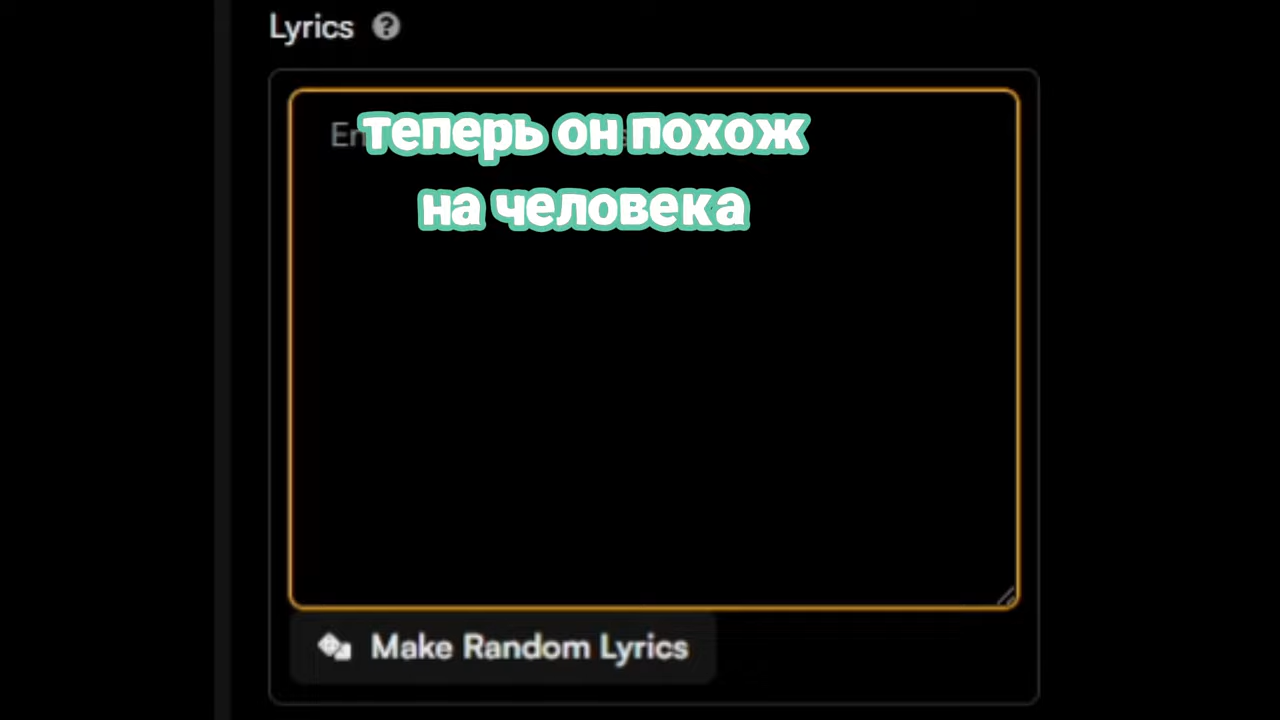 Lyrics ?
теперь он похож
на человека
Make Random Lyrics